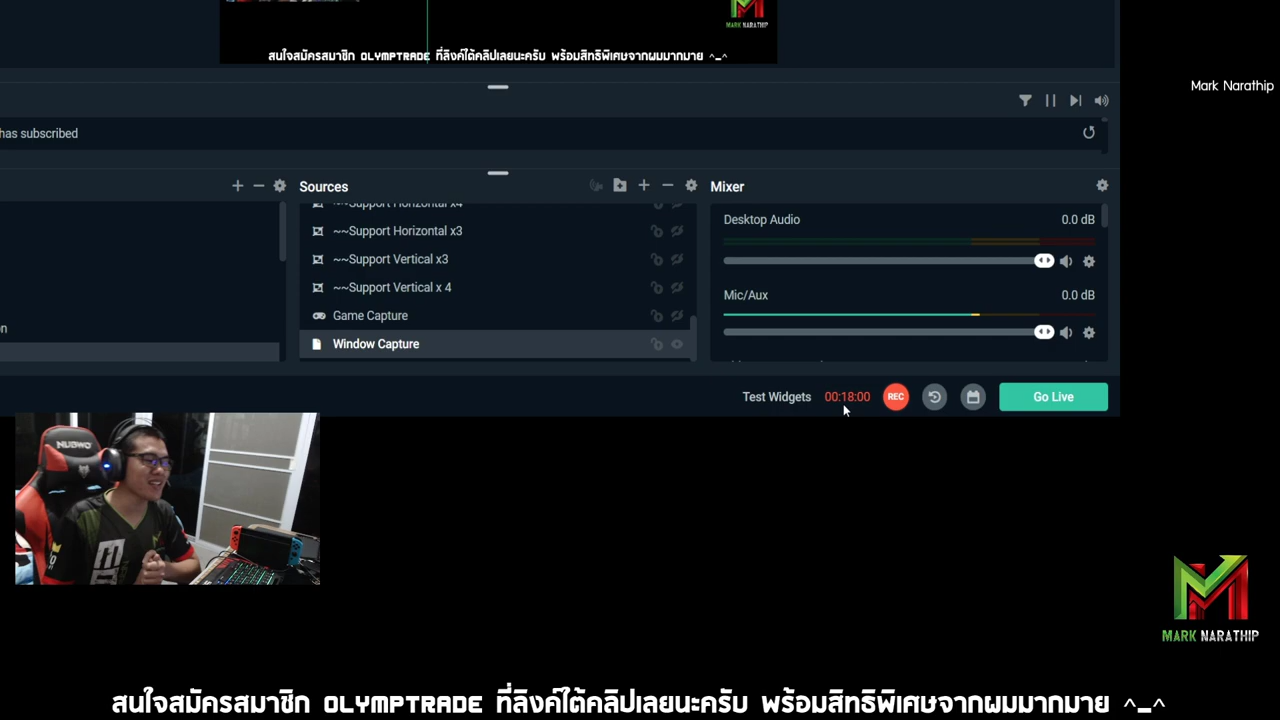 MARK NARATHIP
สนใจสมัครสมาชิก OLYMPTRADE ที่ลิงค์ใต้คลิปเลยนะครับ พร้อมสิทธิพิเศษจากผมมากมาย ^_^
Mark Narathip
has subscribed
Sources
Mixer
~~Support Horizontal x4
Desktop Audio 0.0 dB
~~Support Horizontal x3
~~Support Vertical x3
~~Support Vertical x 4
Mic/Aux 0.0 dB
Game Capture
on
Window Capture
Test Widgets 00:18:00 REC Go Live
NUBWO
MARK NARATHIP
สนใจสมัครสมาชิก OLYMPTRADE ที่ลิงค์ใต้คลิปเลยนะครับ พร้อมสิทธิพิเศษจากผมมากมาย ^_^